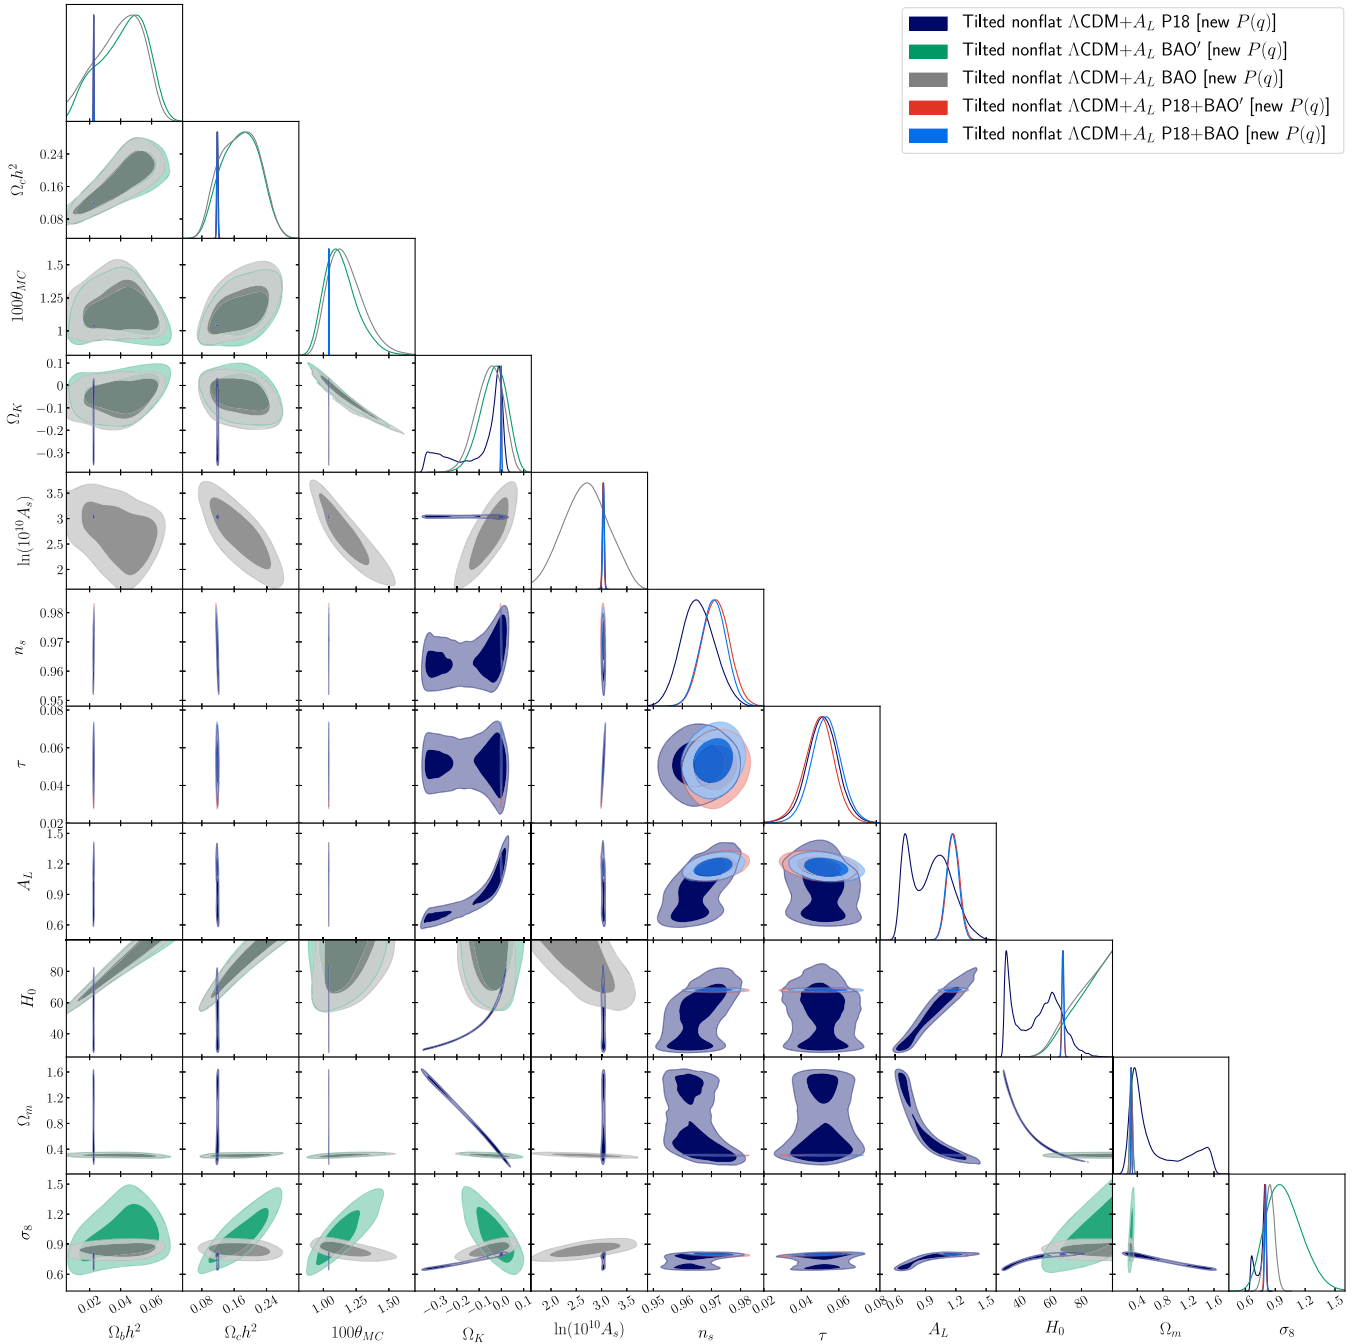 Tilted nonflat ΛCDM+A_L P18 [new P(q)]
Tilted nonflat ΛCDM+A_L BAO′ [new P(q)]
Tilted nonflat ΛCDM+A_L BAO [new P(q)]
Tilted nonflat ΛCDM+A_L P18+BAO′ [new P(q)]
Tilted nonflat ΛCDM+A_L P18+BAO [new P(q)]
Ω_c h²
0.24
0.16
0.08
100θ_MC
1.50
1.25
1
Ω_K
0.1
0
−0.1
−0.2
−0.3
ln(10¹⁰A_s)
3.5
3
2.5
2
n_s
0.98
0.97
0.96
0.95
τ
0.08
0.06
0.04
0.02
A_L
1.5
1.2
0.9
0.6
H_0
80
60
40
Ω_m
1.6
1.2
0.8
0.4
σ_8
1.5
1.2
0.9
0.6
0.02 0.04 0.06 0.08 0.16 0.24 1.00 1.25 1.50 −0.3 −0.2 −0.1 0.0 0.1 2.0 2.5 3.0 3.5 0.95 0.96 0.97 0.98 0.02 0.04 0.06 0.08 0.6 0.9 1.2 1.5 40 60 80 0.4 0.8 1.2 1.6 0.6 0.9 1.2 1.5
Ω_b h² Ω_c h² 100θ_MC Ω_K ln(10¹⁰A_s) n_s τ A_L H_0 Ω_m σ_8